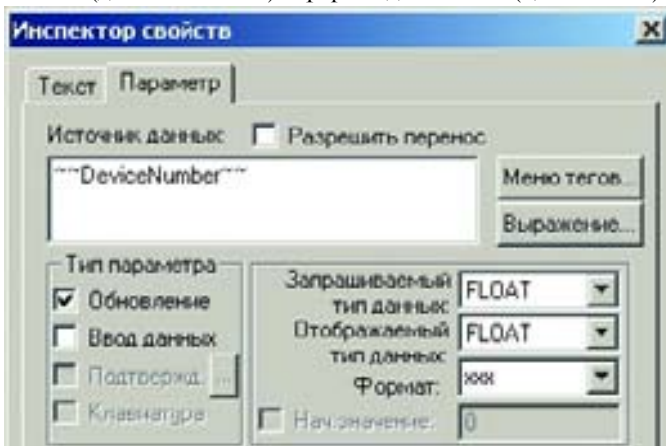 Инспектор свойств
Текст Параметр
Источник данных: Разрешить перенос
~~DeviceNumber~~
Меню тегов...
Выражение...
Тип параметра
Обновление
Ввод данных
Подтвержд. ...
Клавиатура
Запрашиваемый тип данных: FLOAT
Отображаемый тип данных: FLOAT
Формат: xxx
Нач.значение: 0